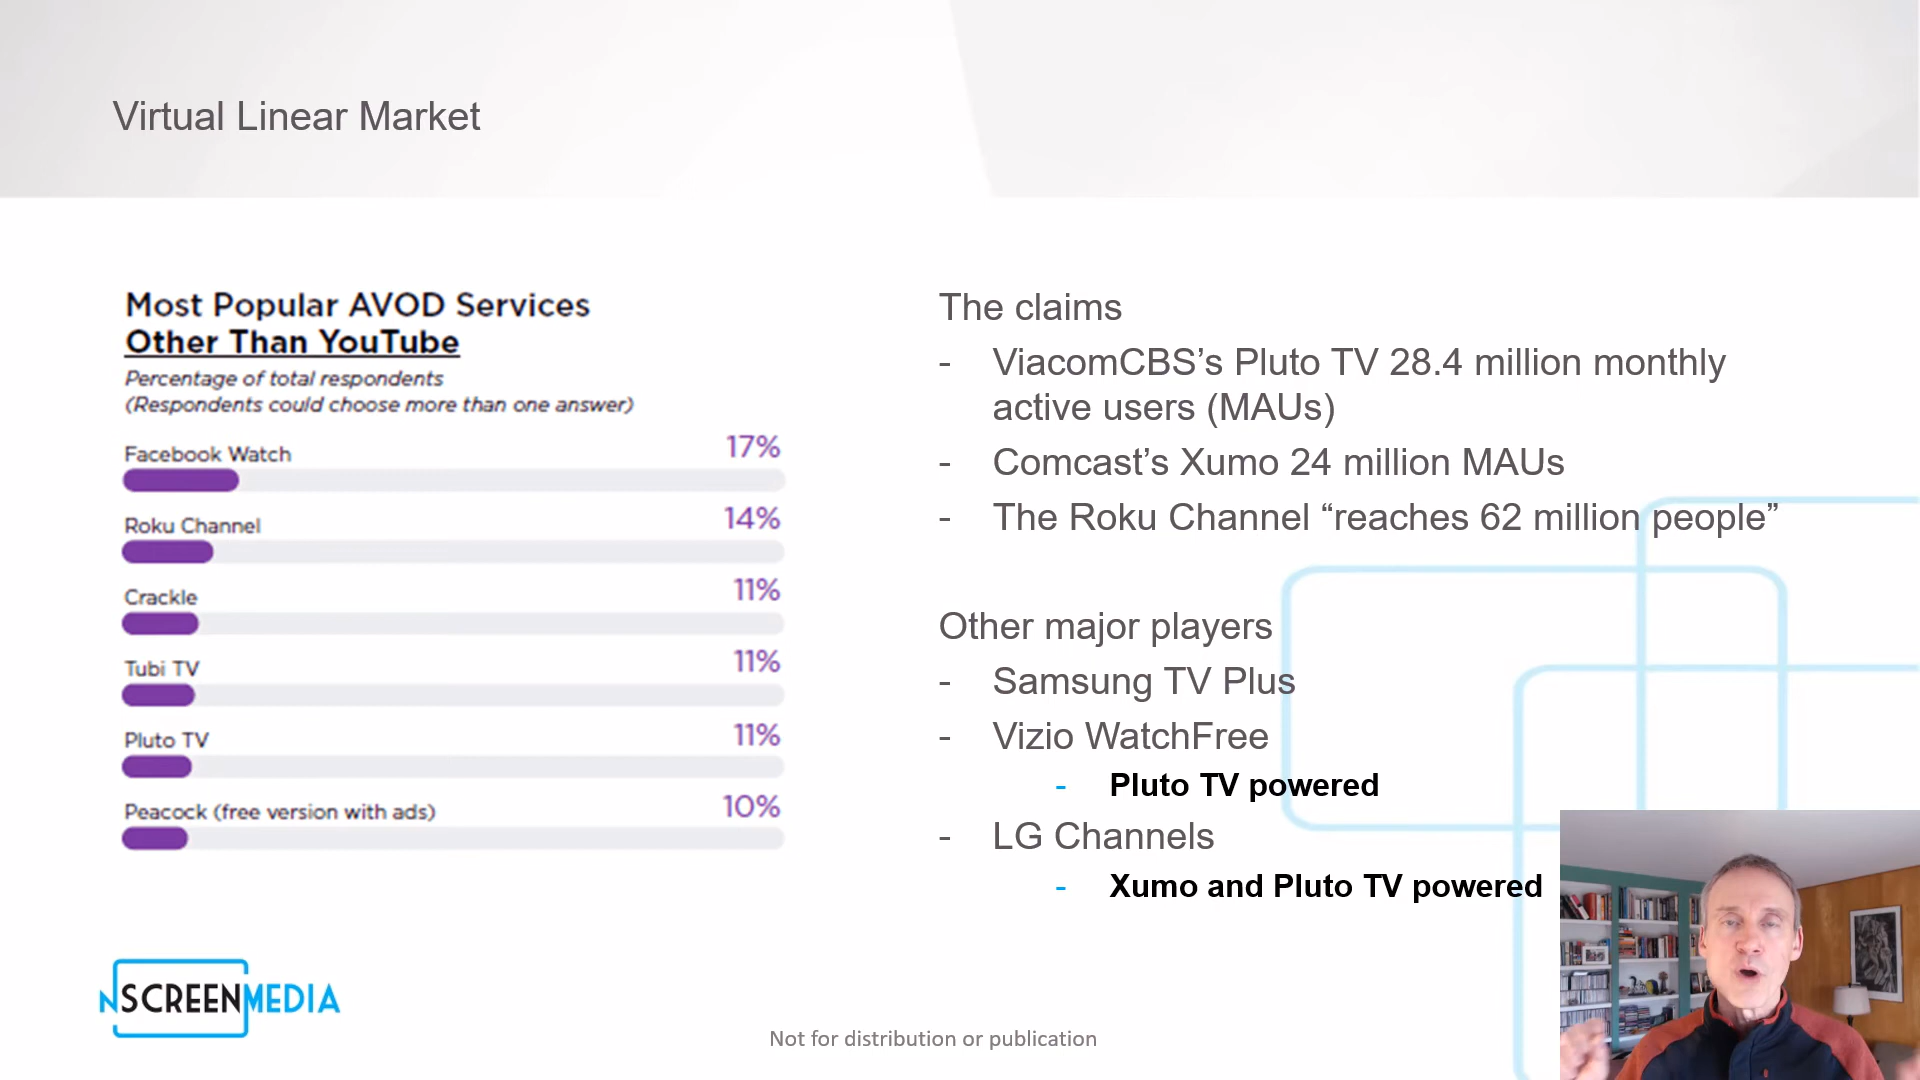 Virtual Linear Market
Most Popular AVOD Services
Other Than YouTube
Percentage of total respondents
(Respondents could choose more than one answer)
Facebook Watch 17%
Roku Channel 14%
Crackle 11%
Tubi TV 11%
Pluto TV 11%
Peacock (free version with ads) 10%
The claims
- ViacomCBS’s Pluto TV 28.4 million monthly
active users (MAUs)
- Comcast’s Xumo 24 million MAUs
- The Roku Channel “reaches 62 million people”
Other major players
- Samsung TV Plus
- Vizio WatchFree
- Pluto TV powered
- LG Channels
- Xumo and Pluto TV powered
nSCREENMEDIA
Not for distribution or publication